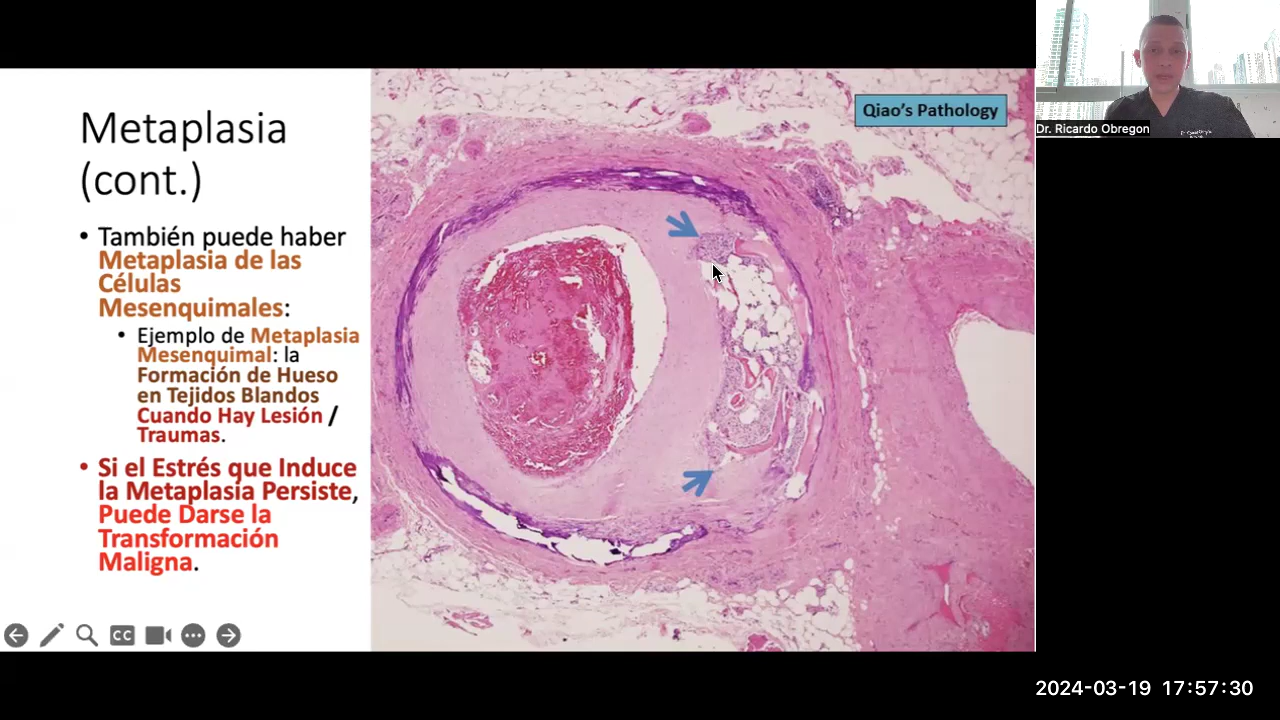 Metaplasia
(cont.)
• También puede haber
Metaplasia de las
Células
Mesenquimales:
• Ejemplo de Metaplasia
Mesenquimal: la
Formación de Hueso
en Tejidos Blandos
Cuando Hay Lesión /
Traumas.
• Si el Estrés que Induce
la Metaplasia Persiste,
Puede Darse la
Transformación
Maligna.
Qiao's Pathology
Dr. Ricardo Obregon
CC
2024-03-19 17:57:30